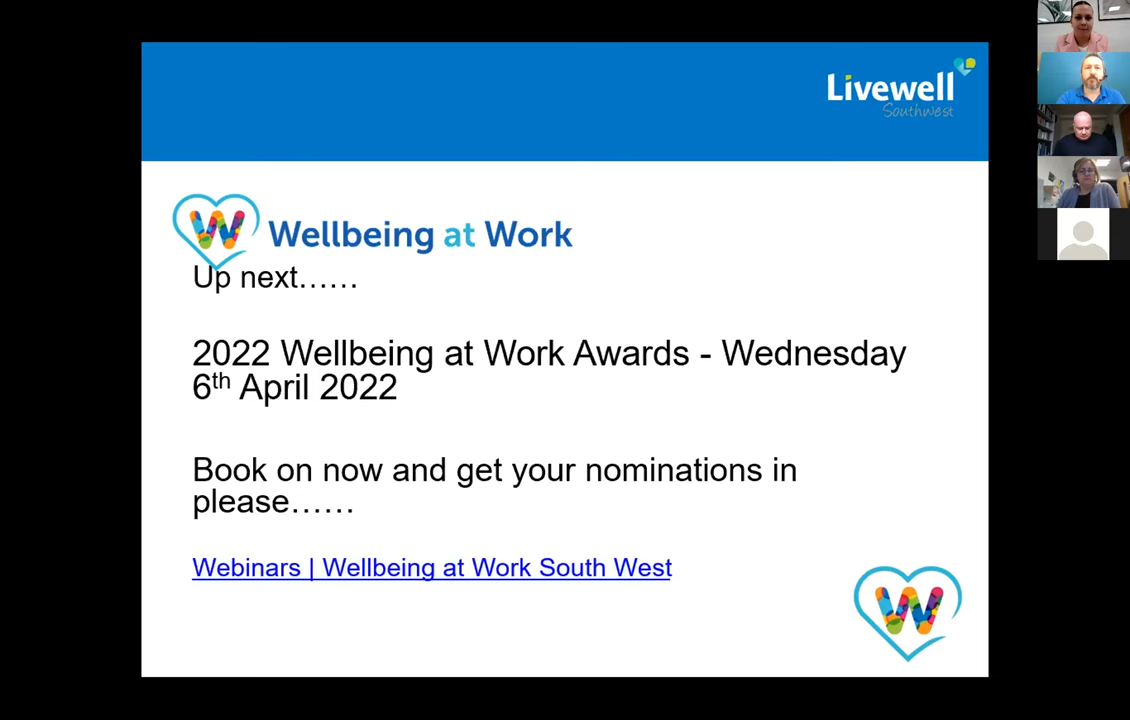 Livewell
Southwest
W Wellbeing at Work
Up next……
2022 Wellbeing at Work Awards - Wednesday
6th April 2022
Book on now and get your nominations in
please……
Webinars | Wellbeing at Work South West
W